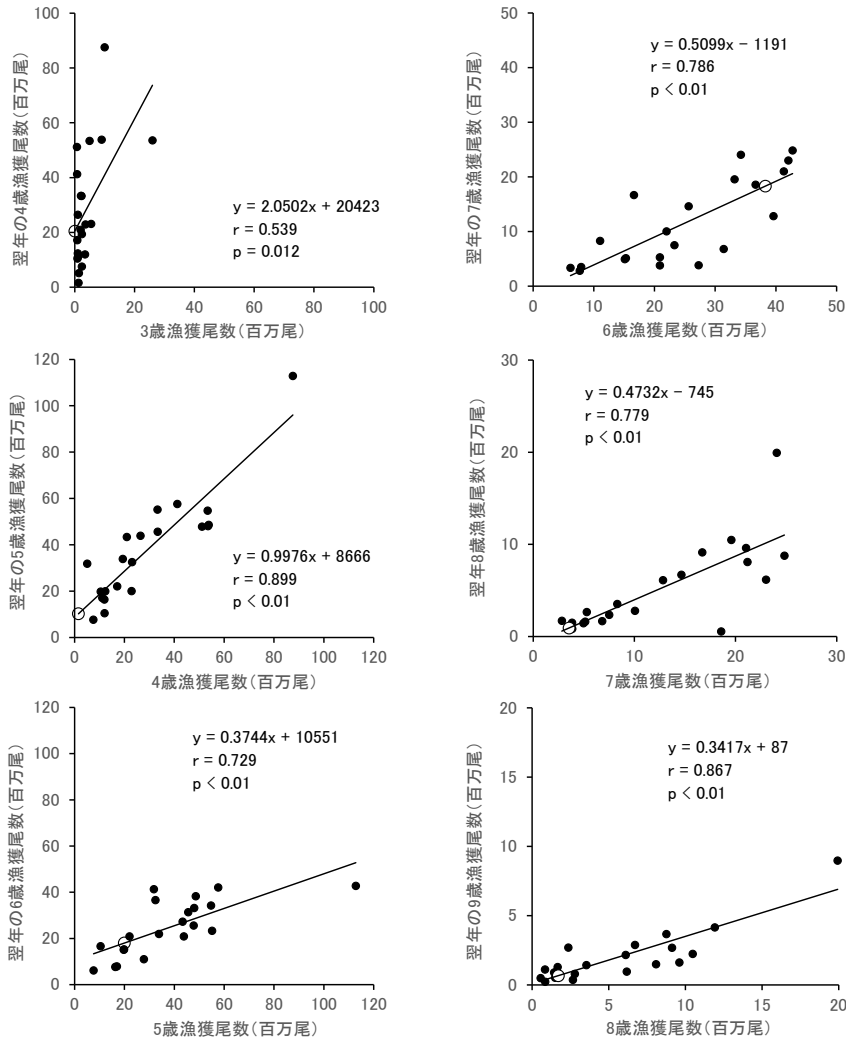 翌年の4歳漁獲尾数(百万尾)
100
80
60
40
20
0
y = 2.0502x + 20423
r = 0.539
p = 0.012
0 20 40 60 80 100
3歳漁獲尾数(百万尾)
翌年の7歳漁獲尾数(百万尾)
50
40
30
20
10
0
y = 0.5099x − 1191
r = 0.786
p < 0.01
0 10 20 30 40 50
6歳漁獲尾数(百万尾)
翌年の5歳漁獲尾数(百万尾)
120
100
80
60
40
20
0
y = 0.9976x + 8666
r = 0.899
p < 0.01
0 20 40 60 80 100 120
4歳漁獲尾数(百万尾)
翌年8歳漁獲尾数(百万尾)
30
20
10
0
y = 0.4732x − 745
r = 0.779
p < 0.01
0 10 20 30
7歳漁獲尾数(百万尾)
翌年の6歳漁獲尾数(百万尾)
120
100
80
60
40
20
0
y = 0.3744x + 10551
r = 0.729
p < 0.01
0 20 40 60 80 100 120
5歳漁獲尾数(百万尾)
翌年の9歳漁獲尾数(百万尾)
20
15
10
5
0
y = 0.3417x + 87
r = 0.867
p < 0.01
0 5 10 15 20
8歳漁獲尾数(百万尾)